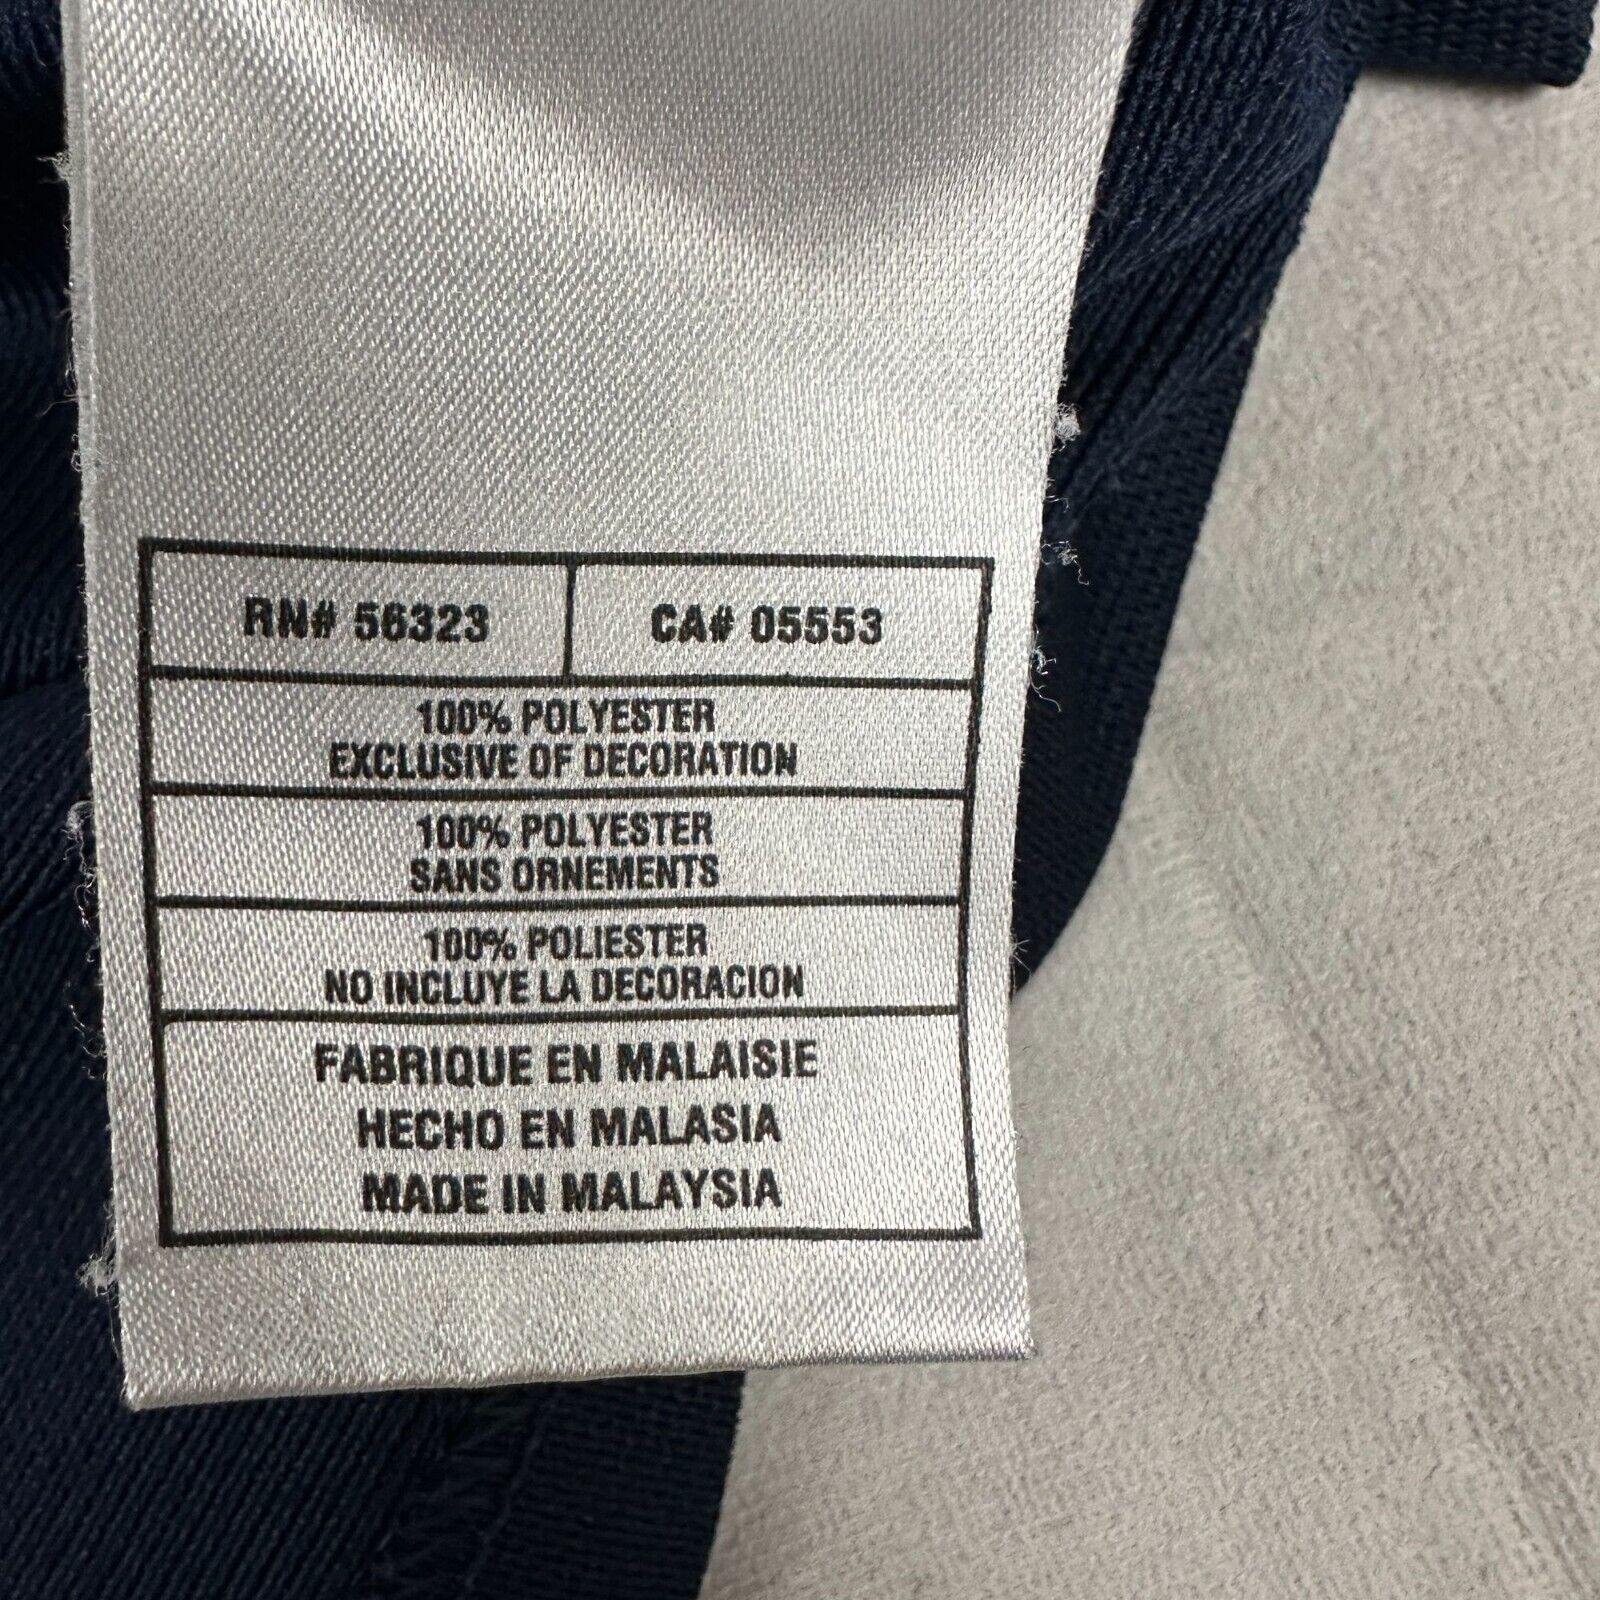 RN# 56323
CA# 05553
100% POLYESTER
EXCLUSIVE OF DECORATION
100% POLYESTER
SANS ORNEMENTS
100% POLIESTER
NO INCLUYE LA DECORACION
FABRIQUE EN MALAISIE
HECHO EN MALASIA
MADE IN MALAYSIA